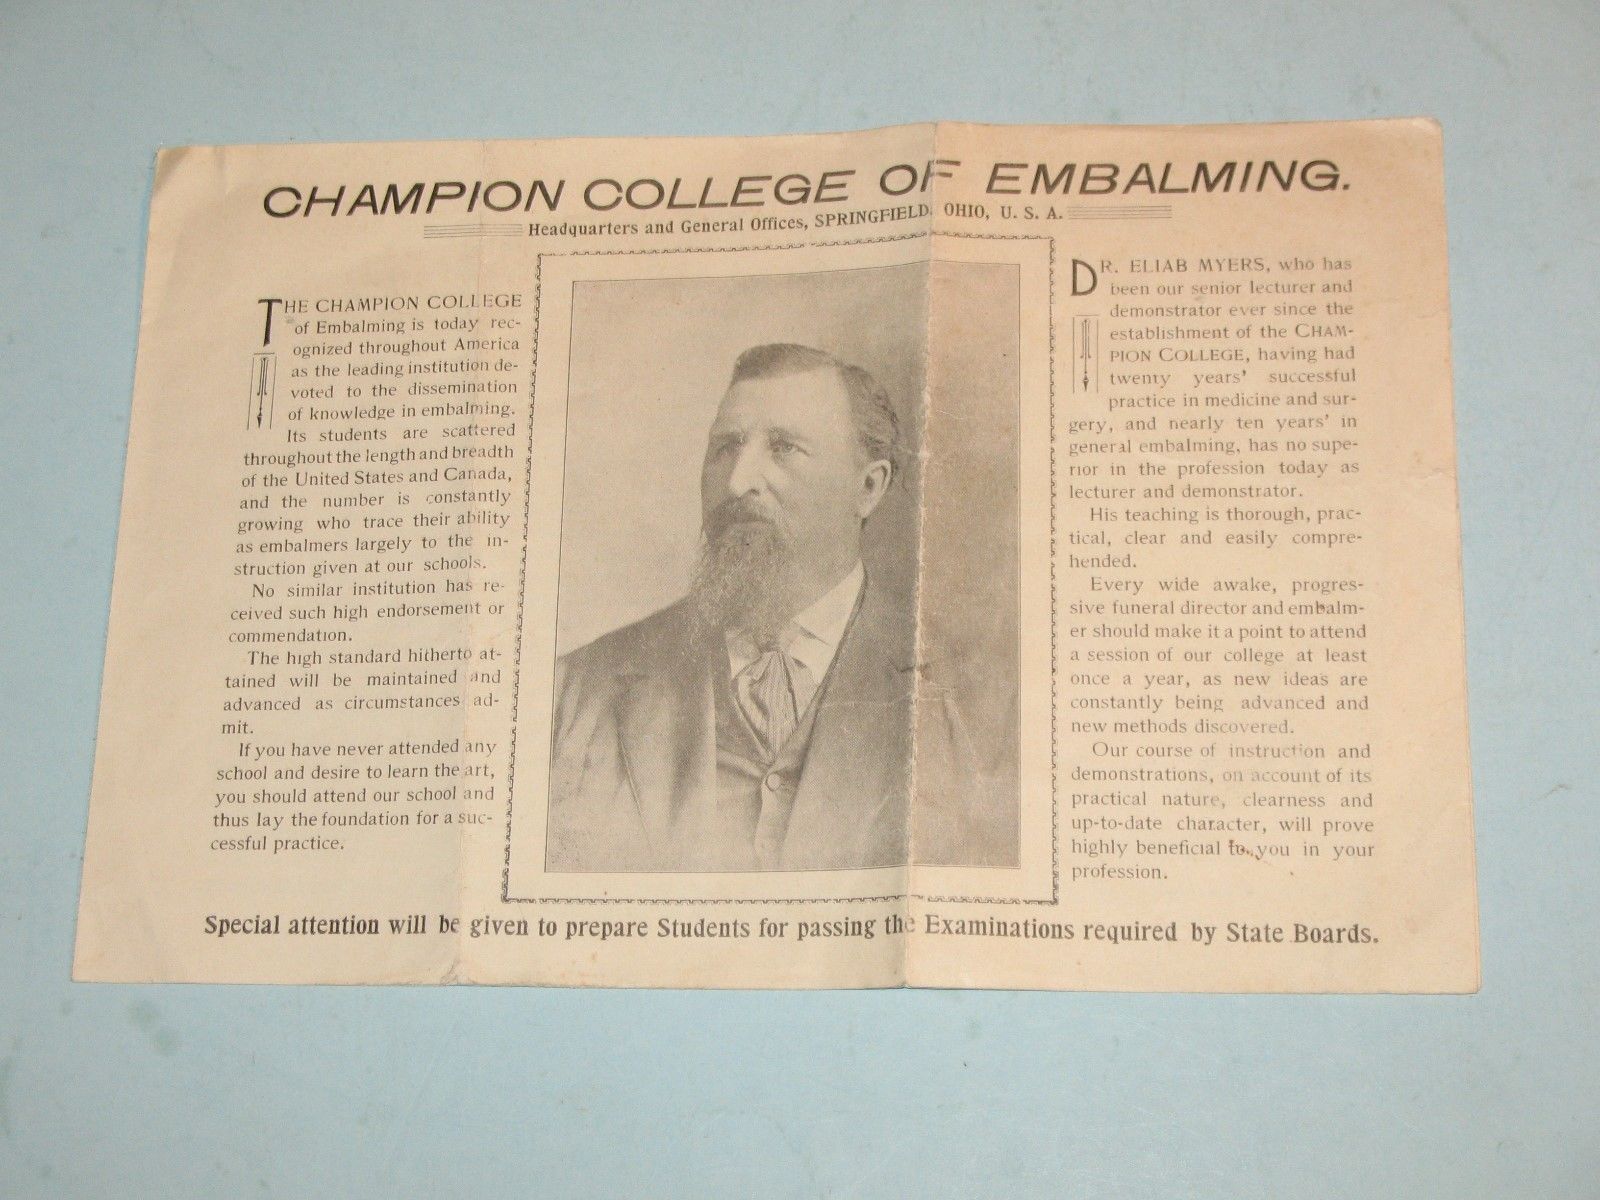 CHAMPION COLLEGE OF EMBALMING.
Headquarters and General Offices, SPRINGFIELD, OHIO, U. S. A.
THE CHAMPION COLLEGE
of Embalming is today rec-
ognized throughout America
as the leading institution de-
voted to the dissemination
of knowledge in embalming.
Its students are scattered
throughout the length and breadth
of the United States and Canada,
and the number is constantly
growing who trace their ability
as embalmers largely to the in-
struction given at our schools.
No similar institution has re-
ceived such high endorsement or
commendation.
The high standard hitherto at-
tained will be maintained and
advanced as circumstances ad-
mit.
If you have never attended any
school and desire to learn the art,
you should attend our school and
thus lay the foundation for a suc-
cessful practice.
DR. ELIAB MYERS, who has
been our senior lecturer and
demonstrator ever since the
establishment of the CHAM-
PION COLLEGE, having had
twenty years' successful
practice in medicine and sur-
gery, and nearly ten years' in
general embalming, has no supe-
rior in the profession today as
lecturer and demonstrator.
His teaching is thorough, prac-
tical, clear and easily compre-
hended.
Every wide awake, progres-
sive funeral director and embalm-
er should make it a point to attend
a session of our college at least
once a year, as new ideas are
constantly being advanced and
new methods discovered.
Our course of instruction and
demonstrations, on account of its
practical nature, clearness and
up-to-date character, will prove
highly beneficial to you in your
profession.
Special attention will be given to prepare Students for passing the Examinations required by State Boards.